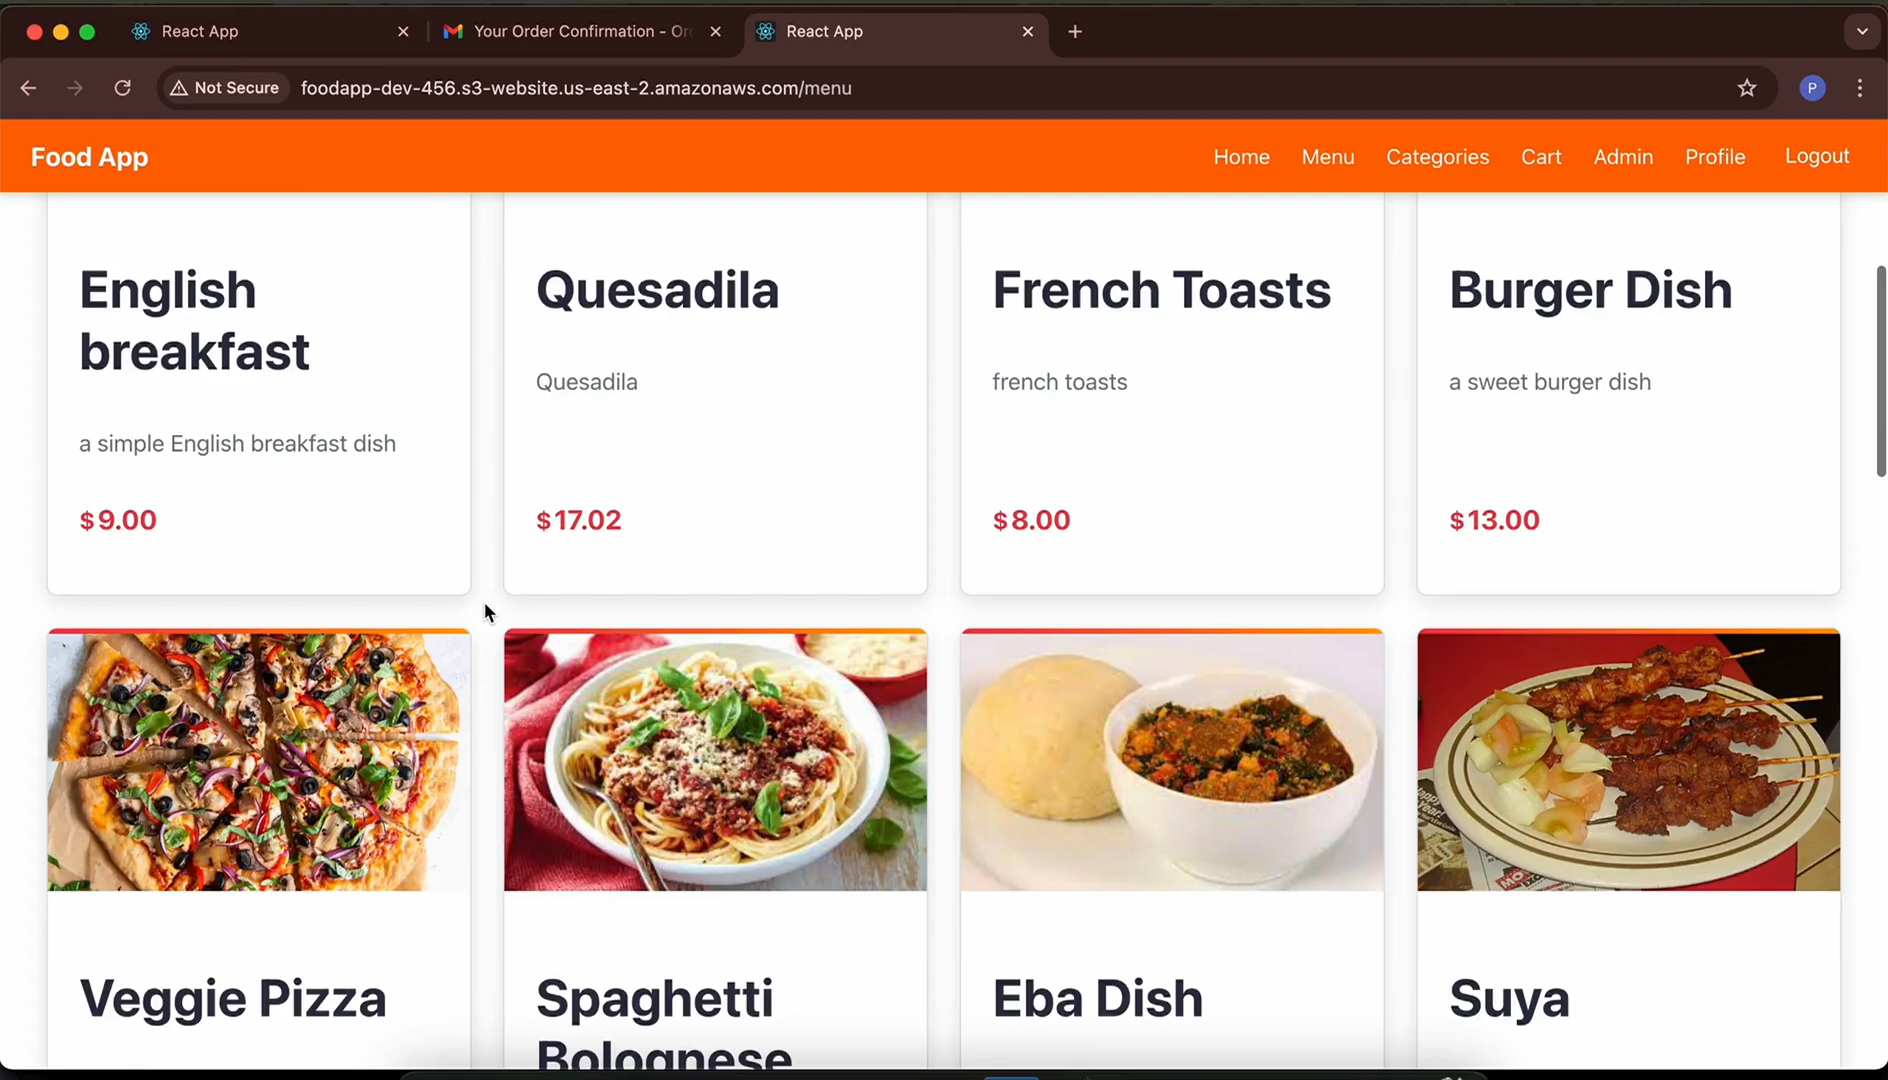 React App
Your Order Confirmation - Or
React App
Not Secure
foodapp-dev-456.s3-website.us-east-2.amazonaws.com/menu
P
Food App
Home
Menu
Categories
Cart
Admin
Profile
Logout
English
breakfast
a simple English breakfast dish
$9.00
Quesadila
Quesadila
$17.02
French Toasts
french toasts
$8.00
Burger Dish
a sweet burger dish
$13.00
Veggie Pizza
Spaghetti
Bolognese
Eba Dish
Suya